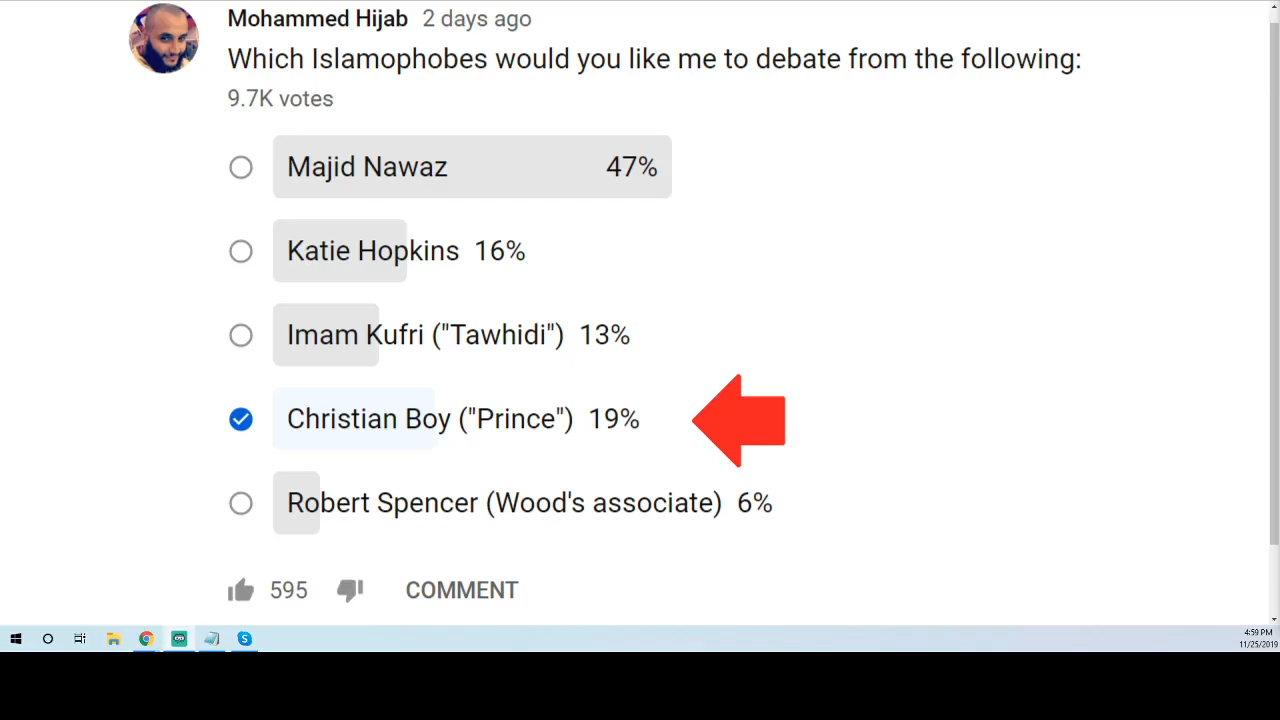 Mohammed Hijab 2 days ago
Which Islamophobes would you like me to debate from the following:
9.7K votes
Majid Nawaz 47%
Katie Hopkins 16%
Imam Kufri ("Tawhidi") 13%
Christian Boy ("Prince") 19%
Robert Spencer (Wood's associate) 6%
595 COMMENT
4:59 PM
11/25/2019